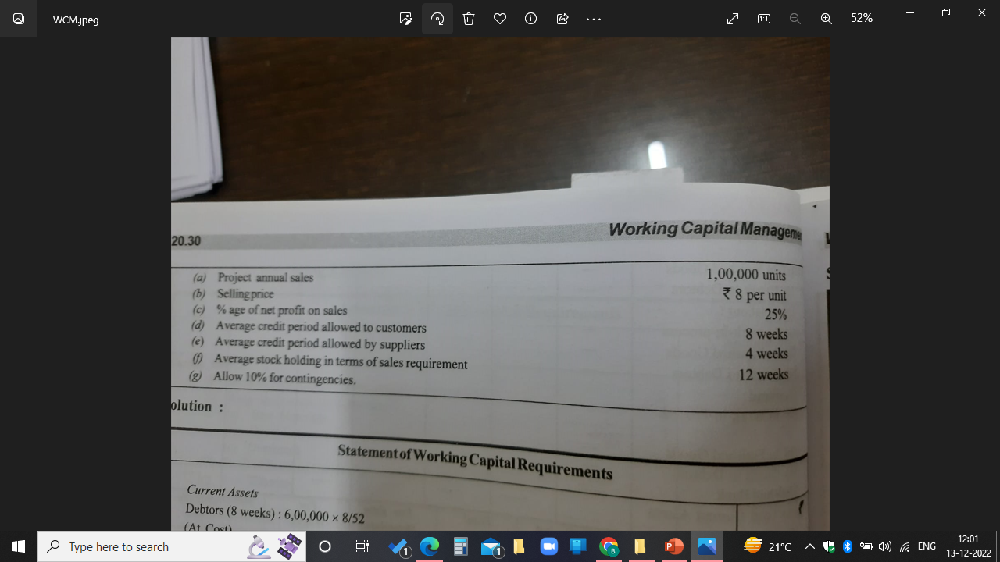 WCM.jpeg
52%
20.30
Working Capital
(a) Project annual sales 1,00,000 units
(b) Selling price ₹ 8 per unit
(c) % age of net profit on sales 25%
(d) Average credit period allowed to customers 8 weeks
(e) Average credit period allowed by suppliers 4 weeks
(f) Average stock holding in terms of sales requirement 12 weeks
(g) Allow 10% for contingencies.
olution :
Statement of Working Capital Requirements
Current Assets
Debtors (8 weeks) : 6,00,000 × 8/52
(At Cost)
Type here to search
21°C
ENG
12:01
13-12-2022